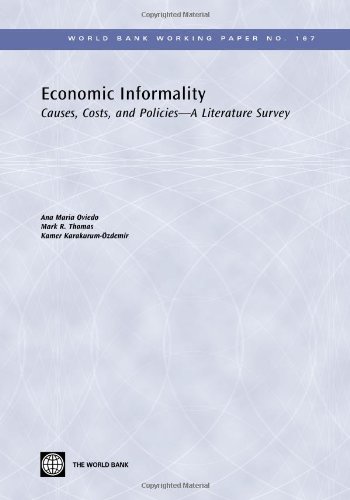 Copyrighted Material
WORLD BANK WORKING PAPER NO. 167
Economic Informality
Causes, Costs, and Policies—A Literature Survey
Ana Maria Oviedo
Mark R. Thomas
Kamer Karakurum-Özdemir
THE WORLD BANK
Copyrighted Material